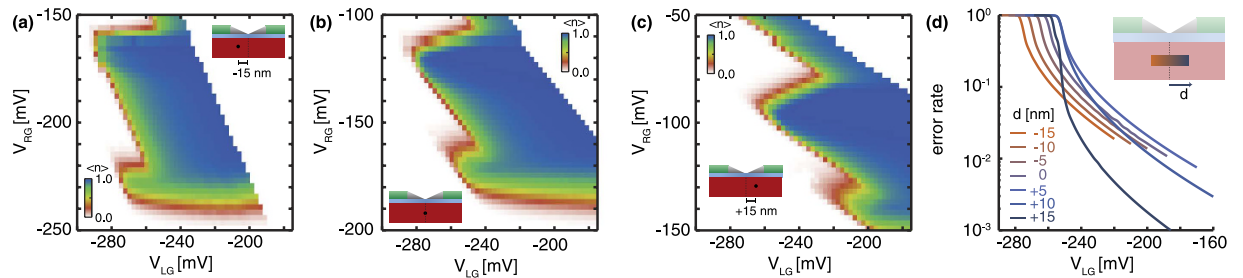 (a)
V_RG [mV]
-150
-200
-250
<n>
1.0
0.0
-15 nm
-280
-240
-200
V_LG [mV]
(b)
V_RG [mV]
-100
-150
-200
<n>
1.0
0.0
-280
-240
-200
V_LG [mV]
(c)
V_RG [mV]
-50
-100
-150
<n>
1.0
0.0
+15 nm
-280
-240
-200
V_LG [mV]
(d)
error rate
10^0
10^-1
10^-2
10^-3
d
d [nm]
-15
-10
-5
0
+5
+10
+15
-290
-240
-200
-160
V_LG [mV]